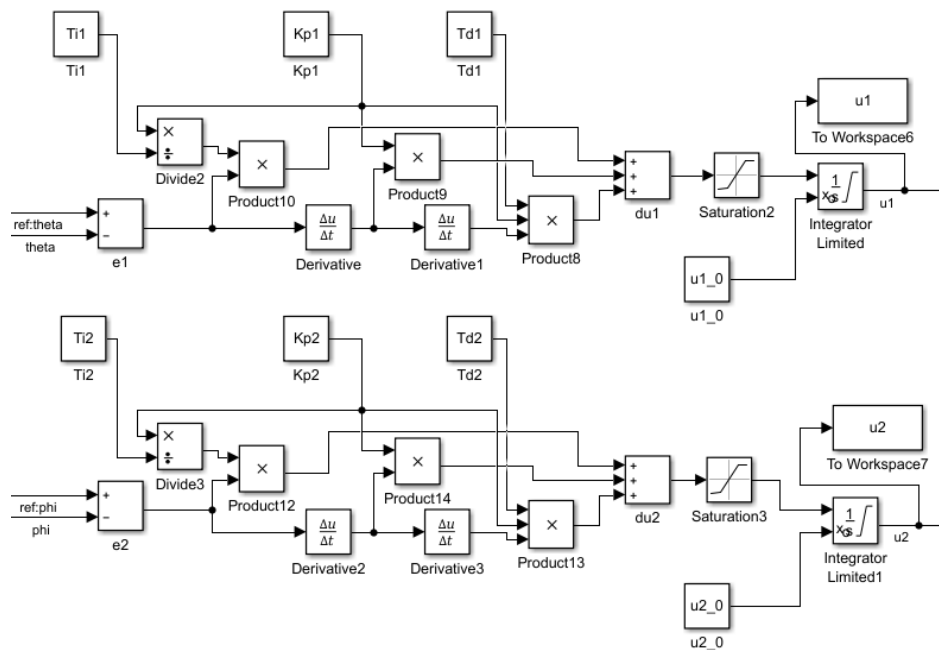 Ti1
Ti1
Kp1
Kp1
Td1
Td1
u1
To Workspace6
×
÷
Divide2
×
Product10
×
Product9
+
ref:theta
−
theta
e1
Δu
Δt
Derivative
Δu
Δt
Derivative1
×
Product8
+
+
+
du1
Saturation2
1
s
xo
Integrator
Limited
u1
u1_0
u1_0
Ti2
Ti2
Kp2
Kp2
Td2
Td2
u2
To Workspace7
×
÷
Divide3
×
Product12
×
Product14
+
ref:phi
−
phi
e2
Δu
Δt
Derivative2
Δu
Δt
Derivative3
×
Product13
+
+
+
du2
Saturation3
1
s
xo
Integrator
Limited1
u2
u2_0
u2_0